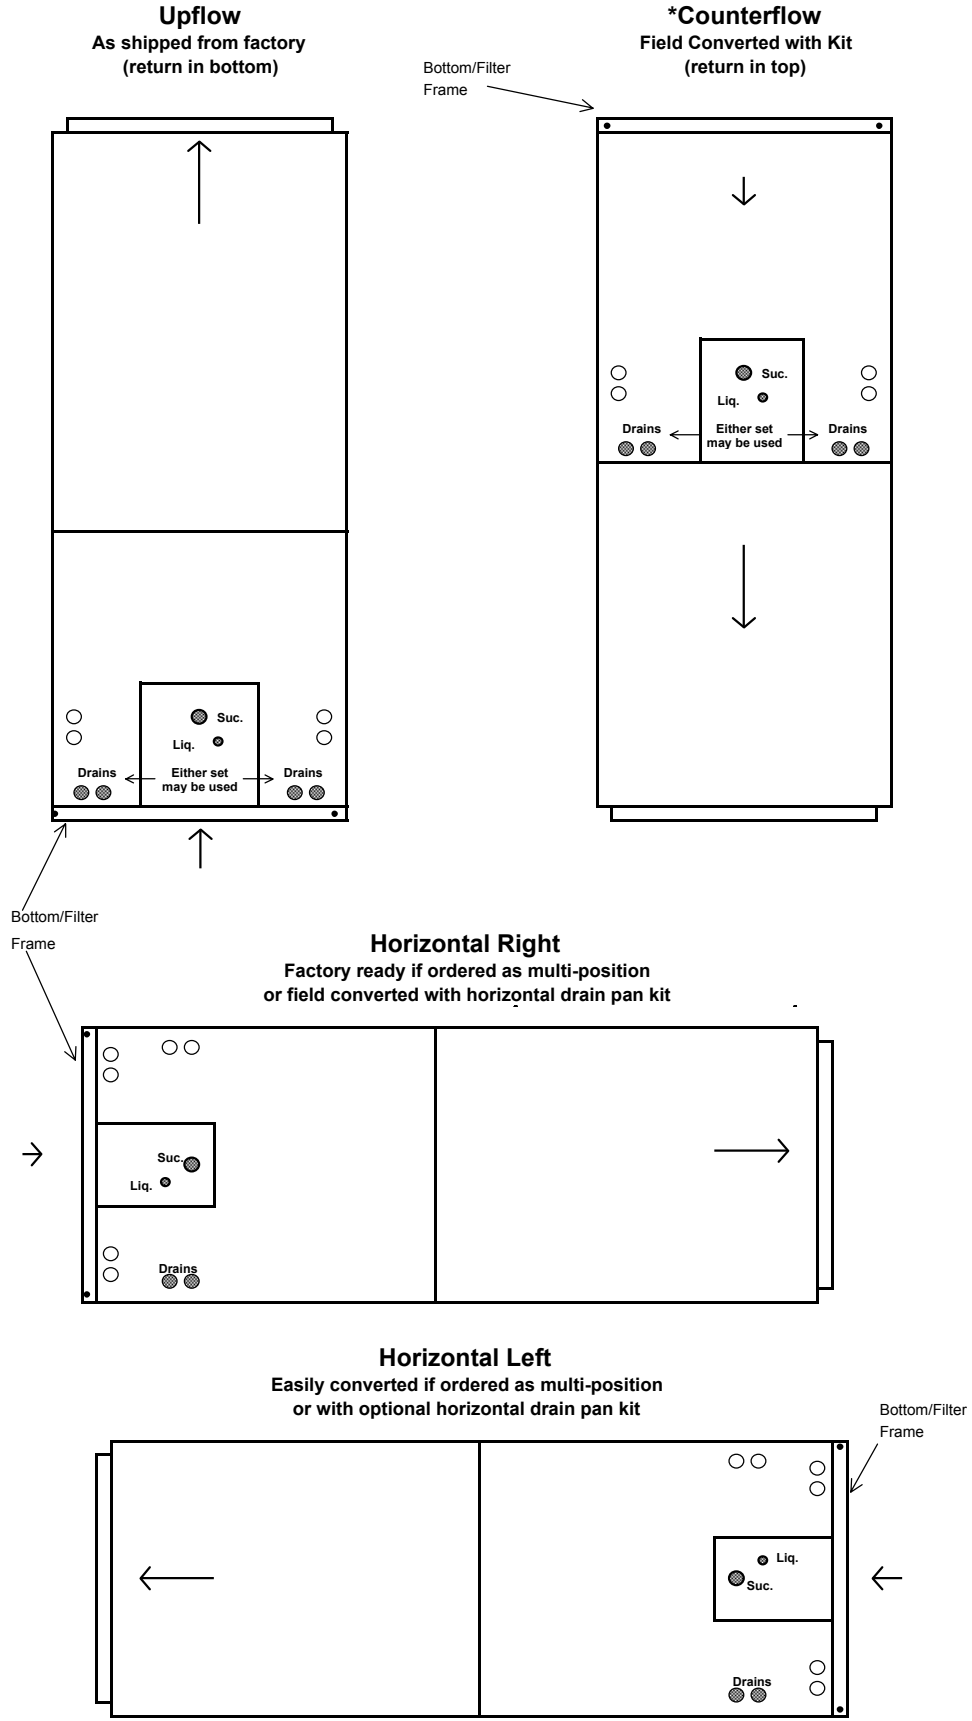 Upflow
As shipped from factory
(return in bottom)
*Counterflow
Field Converted with Kit
(return in top)
Bottom/Filter
Frame
Suc.
Liq.
Drains
Either set
may be used
Drains
Suc.
Liq.
Drains
Either set
may be used
Drains
Bottom/Filter
Frame
Horizontal Right
Factory ready if ordered as multi-position
or field converted with horizontal drain pan kit
Suc.
Liq.
Drains
Horizontal Left
Easily converted if ordered as multi-position
or with optional horizontal drain pan kit
Bottom/Filter
Frame
Liq.
Suc.
Drains